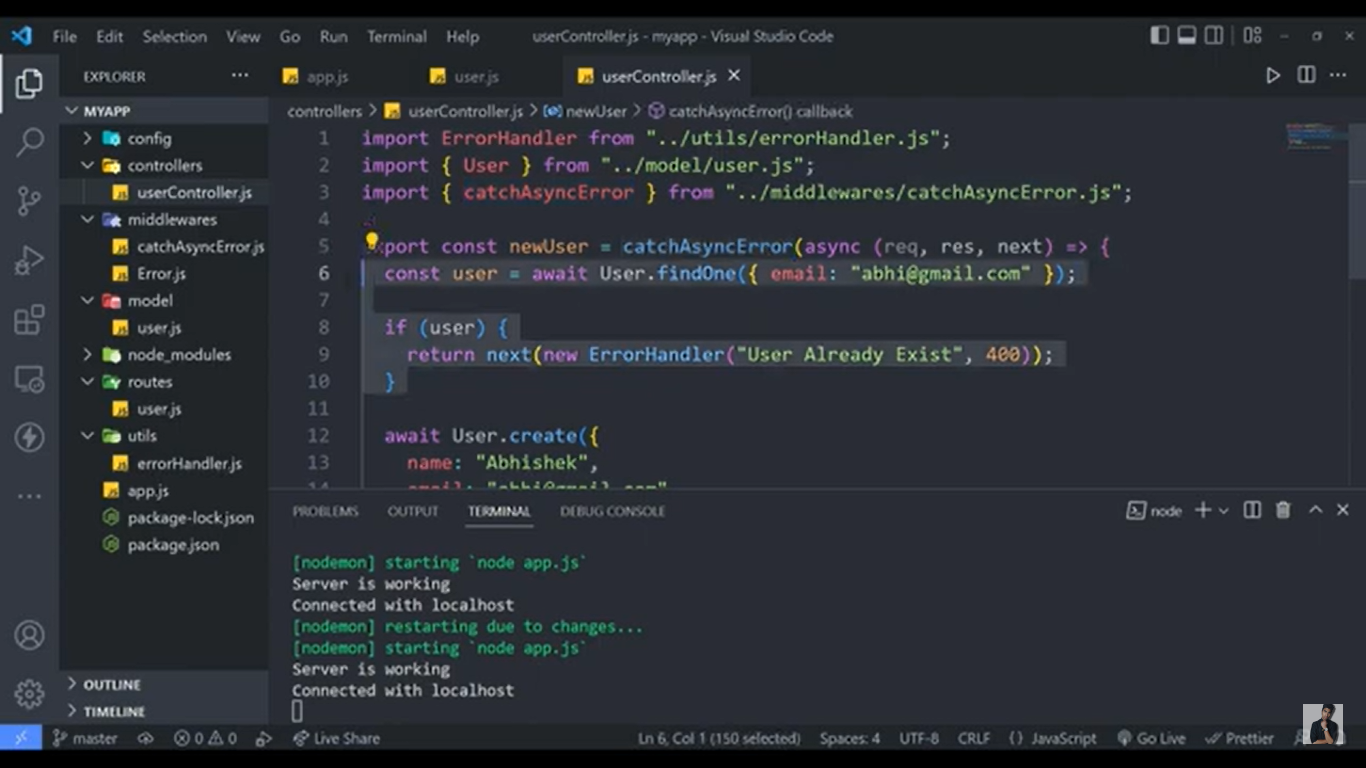 File Edit Selection View Go Run Terminal Help userController.js - myapp - Visual Studio Code
EXPLORER
app.js user.js userController.js
MYAPP
config
controllers
userController.js
middlewares
catchAsyncError.js
Error.js
model
user.js
node_modules
routes
user.js
utils
errorHandler.js
app.js
package-lock.json
package.json
OUTLINE
TIMELINE
controllers > userController.js > newUser > catchAsyncError() callback
1 import ErrorHandler from "../utils/errorHandler.js";
2 import { User } from "../model/user.js";
3 import { catchAsyncError } from "../middlewares/catchAsyncError.js";
4
5 port const newUser = catchAsyncError(async (req, res, next) => {
6 const user = await User.findOne({ email: "abhi@gmail.com" });
7
8 if (user) {
9 return next(new ErrorHandler("User Already Exist", 400));
10 }
11
12 await User.create({
13 name: "Abhishek",
14 email: "abhi@gmail.com"
PROBLEMS OUTPUT TERMINAL DEBUG CONSOLE node
[nodemon] starting `node app.js`
Server is working
Connected with localhost
[nodemon] restarting due to changes...
[nodemon] starting `node app.js`
Server is working
Connected with localhost
master 0 0 Live Share Ln 6, Col 1 (150 selected) Spaces: 4 UTF-8 CRLF {} JavaScript Go Live Prettier